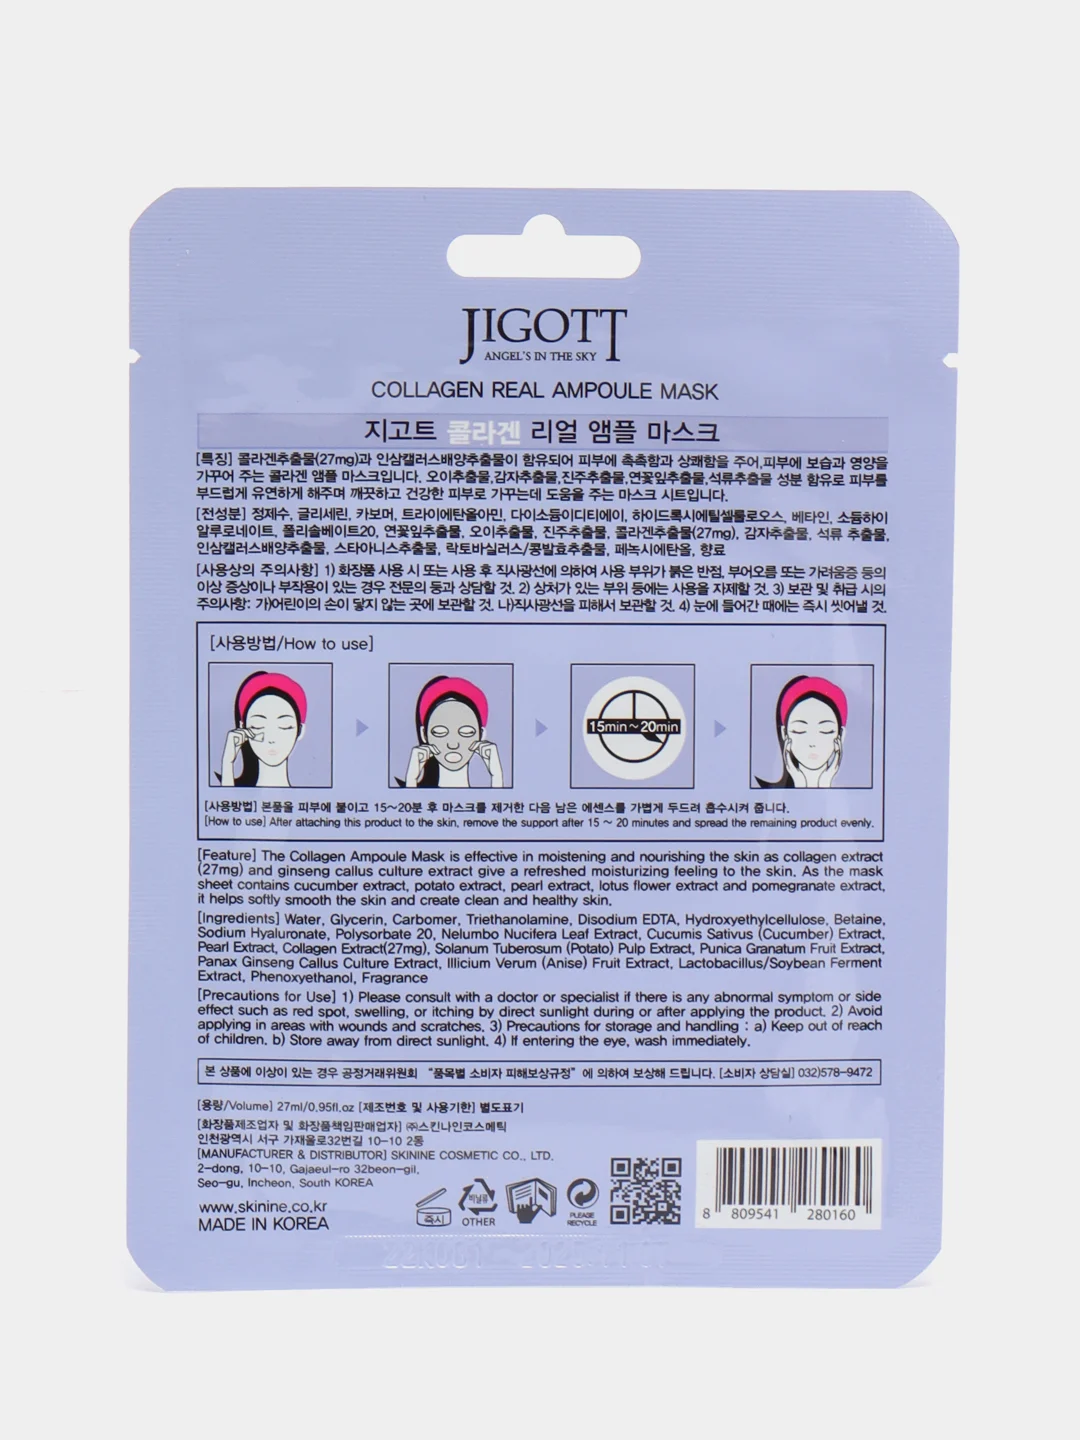 JIGOTT
ANGEL'S IN THE SKY
COLLAGEN REAL AMPOULE MASK
지고트 콜라겐 리얼 앰플 마스크
[특징] 콜라겐추출물(27mg)과 인삼캘러스배양추출물이 함유되어 피부에 촉촉함과 상쾌함을 주어,피부에 보습과 영양을
가꾸어 주는 콜라겐 앰플 마스크입니다. 오이추출물,감자추출물,진주추출물,연꽃잎추출물,석류추출물 성분 함유로 피부를
부드럽게 유연하게 해주며 깨끗하고 건강한 피부로 가꾸는데 도움을 주는 마스크 시트입니다.
[전성분] 정제수, 글리세린, 카보머, 트라이에탄올아민, 다이소듐이디티에이, 하이드록시에틸셀룰로오스, 베타인, 소듐하이
알루로네이트, 폴리솔베이트20, 연꽃잎추출물, 오이추출물, 진주추출물, 콜라겐추출물(27mg), 감자추출물, 석류 추출물,
인삼캘러스배양추출물, 스타아니스추출물, 락토바실러스/콩발효추출물, 페녹시에탄올, 향료
[사용상의 주의사항] 1) 화장품 사용 시 또는 사용 후 직사광선에 의하여 사용 부위가 붉은 반점, 부어오름 또는 가려움증 등의
이상 증상이나 부작용이 있는 경우 전문의 등과 상담할 것. 2) 상처가 있는 부위 등에는 사용을 자제할 것. 3) 보관 및 취급 시의
주의사항: 가)어린이의 손이 닿지 않는 곳에 보관할 것. 나)직사광선을 피해서 보관할 것. 4) 눈에 들어간 때에는 즉시 씻어낼 것.
[사용방법/How to use]
15min~20min
[사용방법] 본품을 피부에 붙이고 15~20분 후 마스크를 제거한 다음 남은 에센스를 가볍게 두드려 흡수시켜 줍니다.
[How to use] After attaching this product to the skin, remove the support after 15 ~ 20 minutes and spread the remaining product evenly.
[Feature] The Collagen Ampoule Mask is effective in moistening and nourishing the skin as collagen extract
(27mg) and ginseng callus culture extract give a refreshed moisturizing feeling to the skin. As the mask
sheet contains cucumber extract, potato extract, pearl extract, lotus flower extract and pomegranate extract,
it helps softly smooth the skin and create clean and healthy skin.
[Ingredients] Water, Glycerin, Carbomer, Triethanolamine, Disodium EDTA, Hydroxyethylcellulose, Betaine,
Sodium Hyaluronate, Polysorbate 20, Nelumbo Nucifera Leaf Extract, Cucumis Sativus (Cucumber) Extract,
Pearl Extract, Collagen Extract(27mg), Solanum Tuberosum (Potato) Pulp Extract, Punica Granatum Fruit Extract,
Panax Ginseng Callus Culture Extract, Illicium Verum (Anise) Fruit Extract, Lactobacillus/Soybean Ferment
Extract, Phenoxyethanol, Fragrance
[Precautions for Use] 1) Please consult with a doctor or specialist if there is any abnormal symptom or side
effect such as red spot, swelling, or itching by direct sunlight during or after applying the product. 2) Avoid
applying in areas with wounds and scratches. 3) Precautions for storage and handling : a) Keep out of reach
of children. b) Store away from direct sunlight. 4) If entering the eye, wash immediately.
본 상품에 이상이 있는 경우 공정거래위원회 "품목별 소비자 피해보상규정"에 의하여 보상해 드립니다. [소비자 상담실] 032)578-9472
[용량/Volume] 27ml/0.95fl.oz [제조번호 및 사용기한] 별도표기
[화장품제조업자 및 화장품책임판매업자] ㈜스킨나인코스메틱
인천광역시 서구 가재울로32번길 10-10 2동
[MANUFACTURER & DISTRIBUTOR] SKININE COSMETIC CO., LTD.
2-dong, 10-10, Gajaeul-ro 32beon-gil,
Seo-gu, Incheon, South KOREA
www.skinine.co.kr
MADE IN KOREA
즉시
비닐류
OTHER
PLEASE
RECYCLE
8 809541 280160